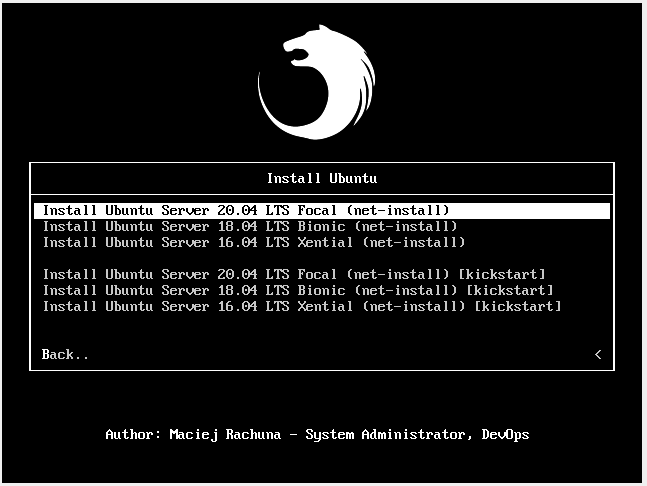 Install Ubuntu
Install Ubuntu Server 20.04 LTS Focal (net-install)
Install Ubuntu Server 18.04 LTS Bionic (net-install)
Install Ubuntu Server 16.04 LTS Xential (net-install)
Install Ubuntu Server 20.04 LTS Focal (net-install) [kickstart]
Install Ubuntu Server 18.04 LTS Bionic (net-install) [kickstart]
Install Ubuntu Server 16.04 LTS Xential (net-install) [kickstart]
Back.. <
Author: Maciej Rachuna - System Administrator, DevOps